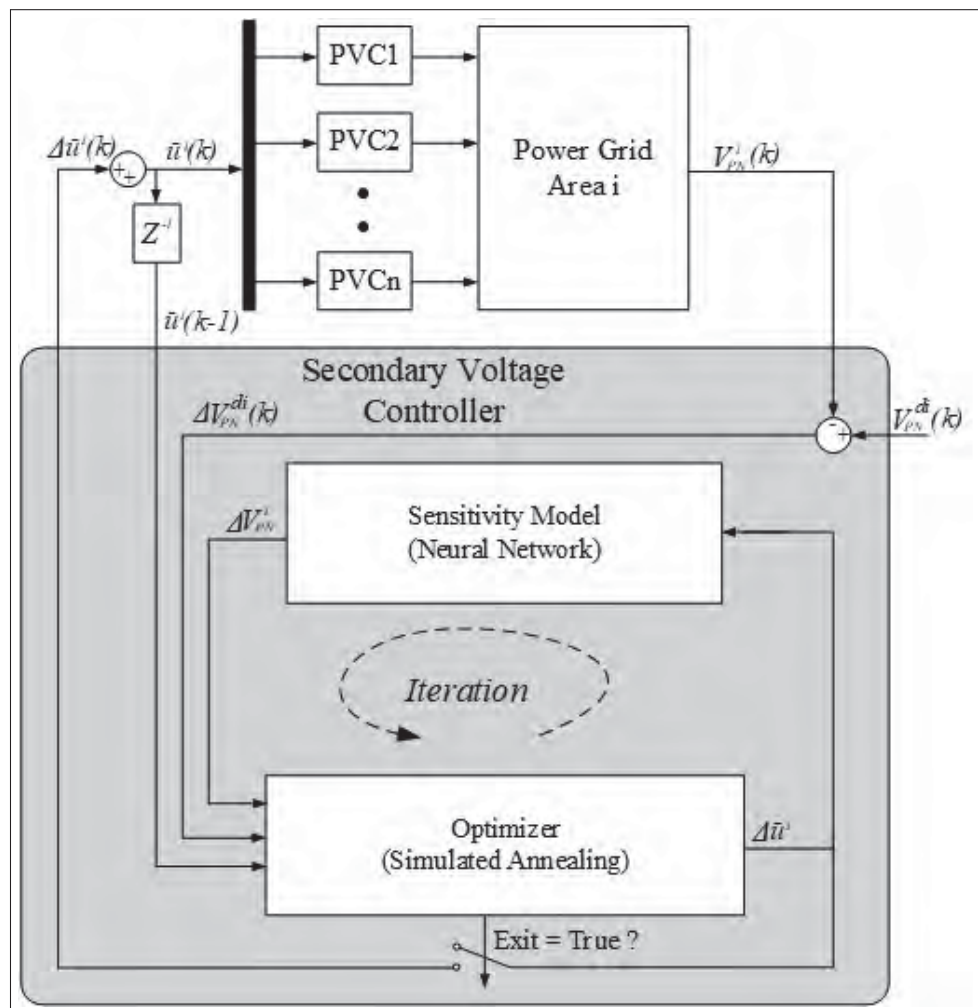 PVC1
PVC2
PVCn
Power Grid
Area i
Δū^i(k)
ū^i(k)
Z^-1
ū^i(k-1)
V_PN^i(k)
Secondary Voltage
Controller
ΔV_PN^di(k)
V_PN^di(k)
+
+
-
+
Sensitivity Model
(Neural Network)
ΔV_PN^i
Iteration
Optimizer
(Simulated Annealing)
Δū^i
Exit = True ?